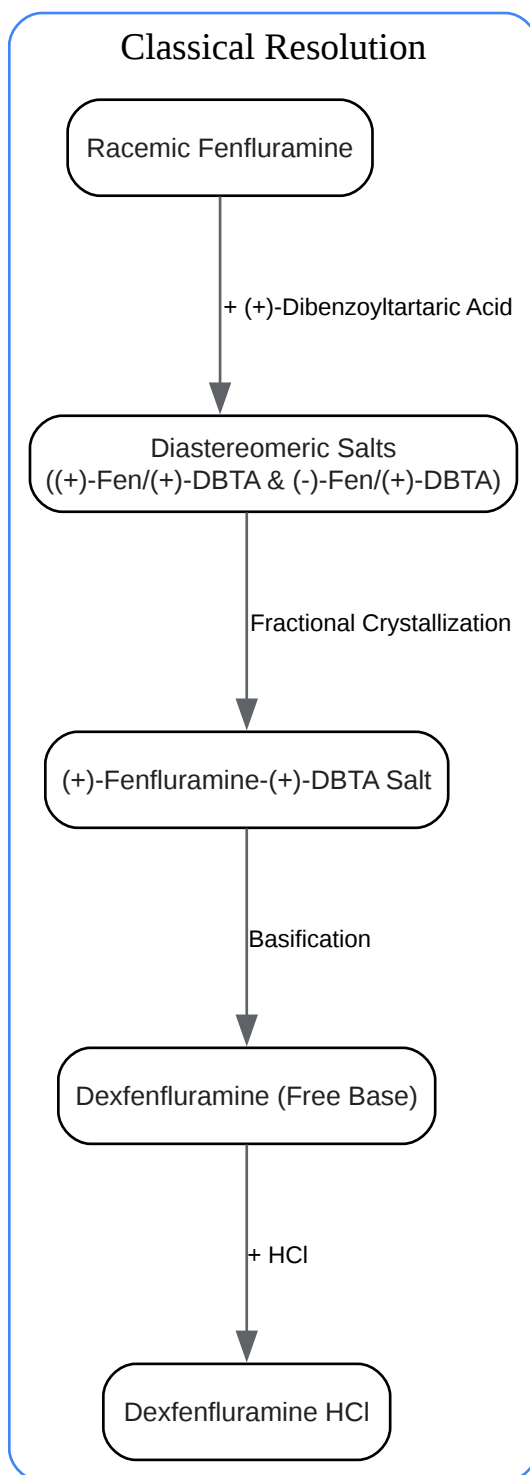 Classical Resolution
Racemic Fenfluramine
+ (+)-Dibenzoyltartaric Acid
Diastereomeric Salts
((+)-Fen/(+)-DBTA & (-)-Fen/(+)-DBTA)
Fractional Crystallization
(+)-Fenfluramine-(+)-DBTA Salt
Basification
Dexfenfluramine (Free Base)
+ HCl
Dexfenfluramine HCl